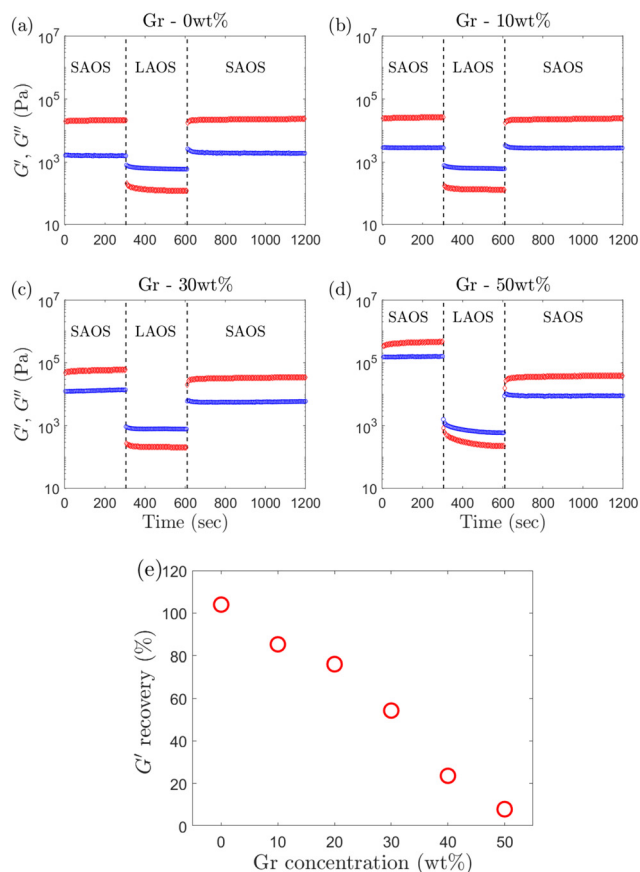 (a) Gr - 0wt%
10^7
10^5
10^3
10
G′, G″ (Pa)
SAOS LAOS SAOS
0 200 400 600 800 1000 1200
(b) Gr - 10wt%
10^7
10^5
10^3
10
SAOS LAOS SAOS
0 200 400 600 800 1000 1200
(c) Gr - 30wt%
10^7
10^5
10^3
10
G′, G″ (Pa)
SAOS LAOS SAOS
0 200 400 600 800 1000 1200
Time (sec)
(d) Gr - 50wt%
10^7
10^5
10^3
10
SAOS LAOS SAOS
0 200 400 600 800 1000 1200
Time (sec)
(e)
120
100
80
60
40
20
0
G′ recovery (%)
0 10 20 30 40 50
Gr concentration (wt%)